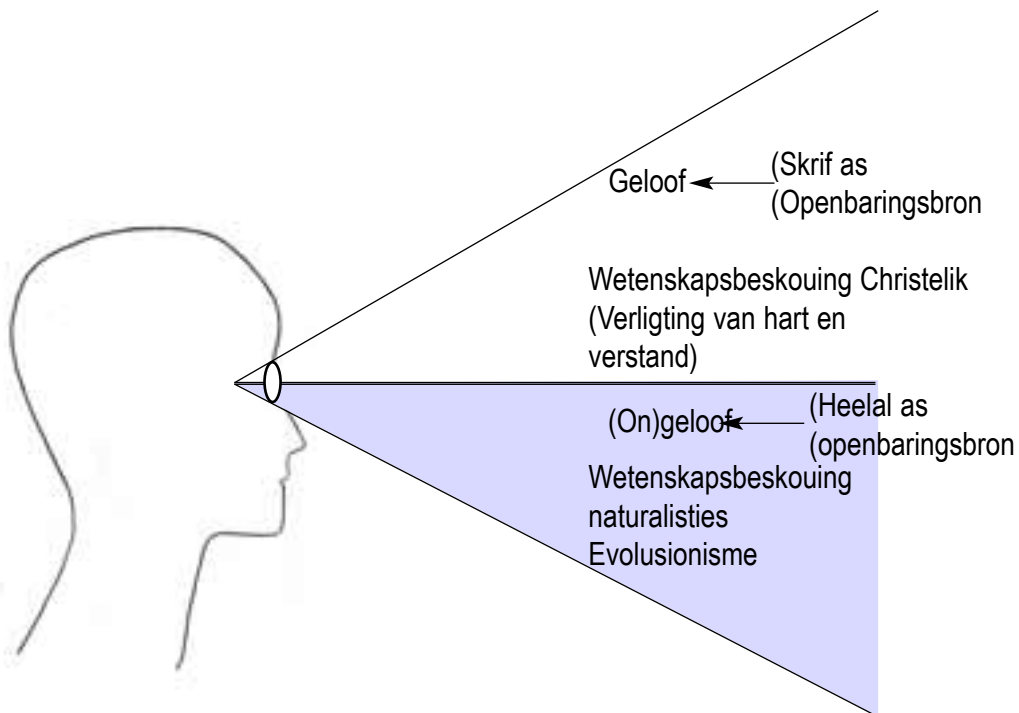 Geloof
(Skrif as
(Openbaringsbron
Wetenskapsbeskouing Christelik
(Verligting van hart en
verstand)
(On)geloof
(Heelal as
(openbaringsbron
Wetenskapsbeskouing
naturalisties
Evolusionisme